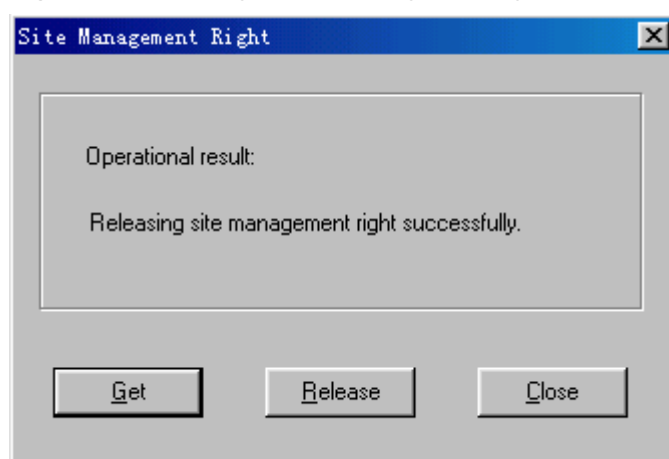 Site Management Right
Operational result:
Releasing site management right successfully.
Get Release Close